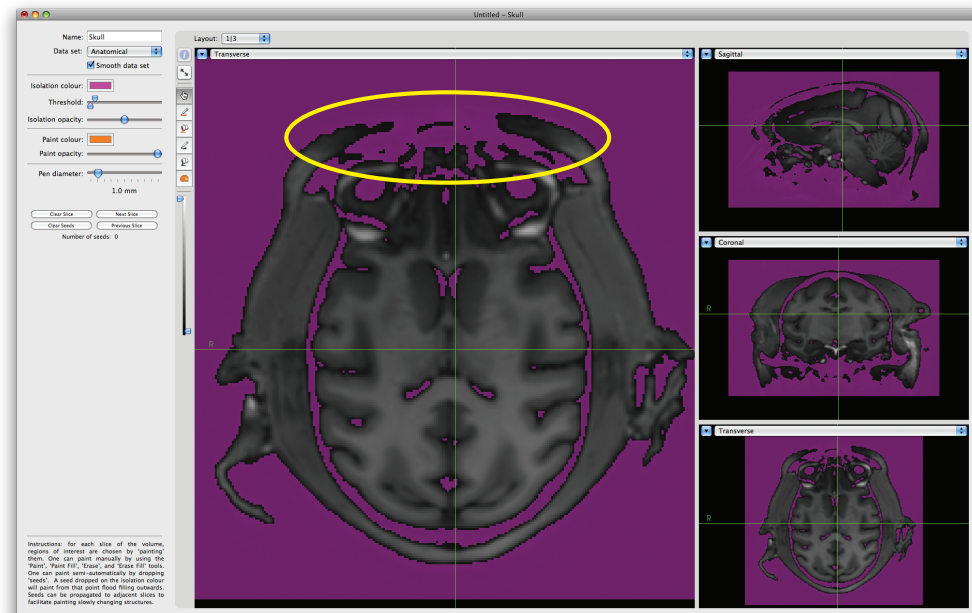 Untitled – Skull
Name: Skull
Data set: Anatomical
Smooth data set
Isolation colour:
Threshold:
Isolation opacity:
Paint colour:
Paint opacity:
Pen diameter:
1.0 mm
Clear Slice Next Slice
Clear Seeds Previous Slice
Number of seeds: 0
Instructions: for each slice of the volume,
regions of interest are chosen by 'painting'
them. One can paint manually by using the
'Paint', 'Paint Fill', 'Erase', and 'Erase Fill' tools.
One can paint semi-automatically by dropping
'seeds'. A seed dropped on the isolation colour
will paint from that point flood filling outwards.
Seeds can be propagated to adjacent slices to
facilitate painting slowly changing structures.
Layout: 1|3
Transverse
R
Sagittal
Coronal
R
Transverse
R